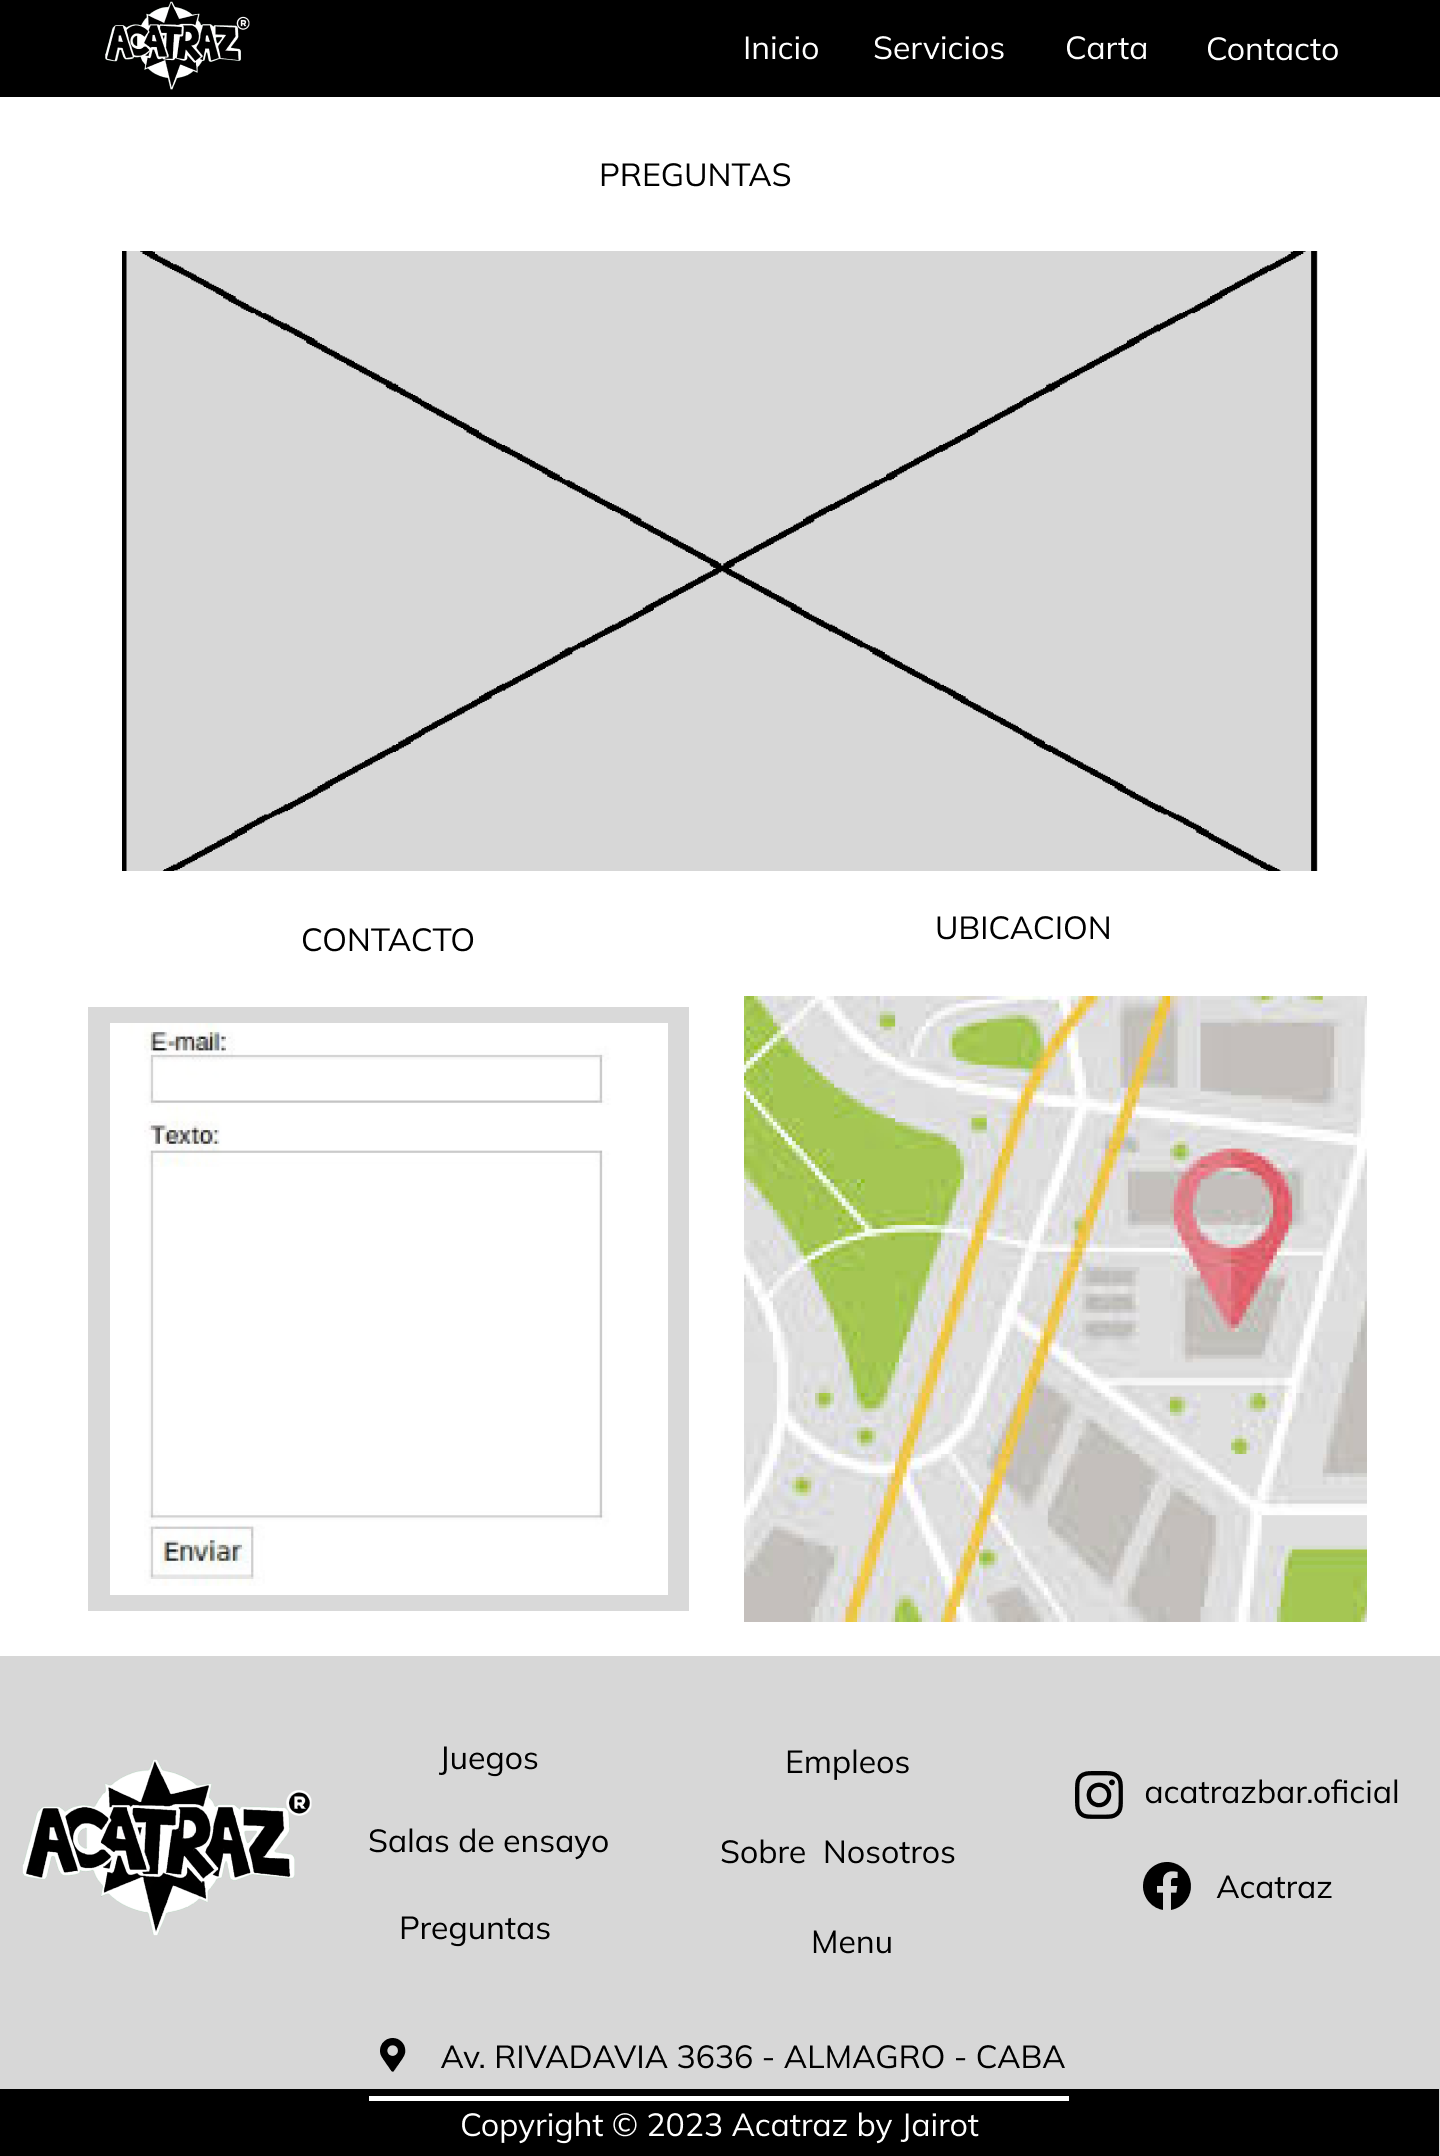 ACATRAZ®
Inicio Servicios Carta Contacto
PREGUNTAS
CONTACTO
UBICACION
E-mail:
Texto:
Enviar
ACATRAZ®
Juegos
Salas de ensayo
Preguntas
Empleos
Sobre Nosotros
Menu
acatrazbar.oficial
Acatraz
Av. RIVADAVIA 3636 - ALMAGRO - CABA
Copyright © 2023 Acatraz by Jairot